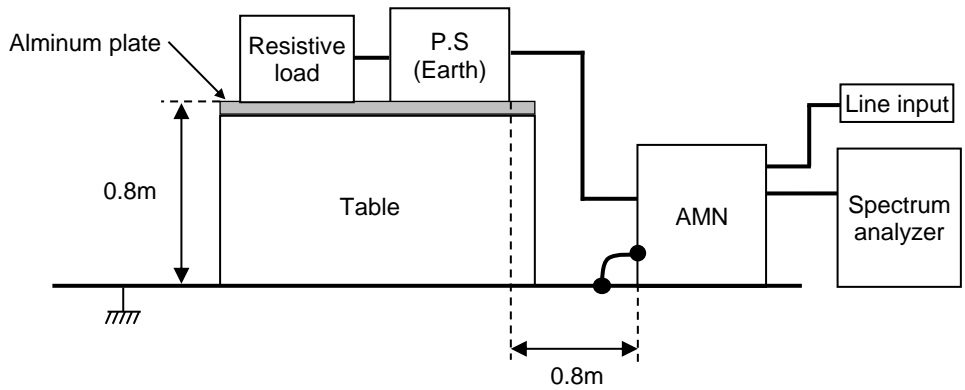 Alminum plate
Resistive
load
P.S
(Earth)
Line input
0.8m
Table
AMN
Spectrum
analyzer
0.8m